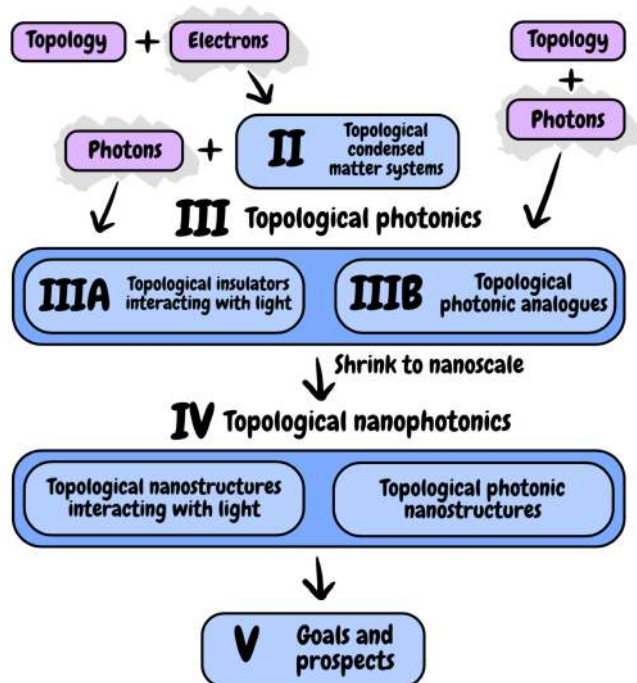 Topology + Electrons
Topology
+
Photons
Photons + II Topological
condensed
matter systems
III Topological photonics
IIIA Topological insulators
interacting with light
IIIB Topological
photonic analogues
Shrink to nanoscale
IV Topological nanophotonics
Topological nanostructures
interacting with light
Topological photonic
nanostructures
V Goals and
prospects